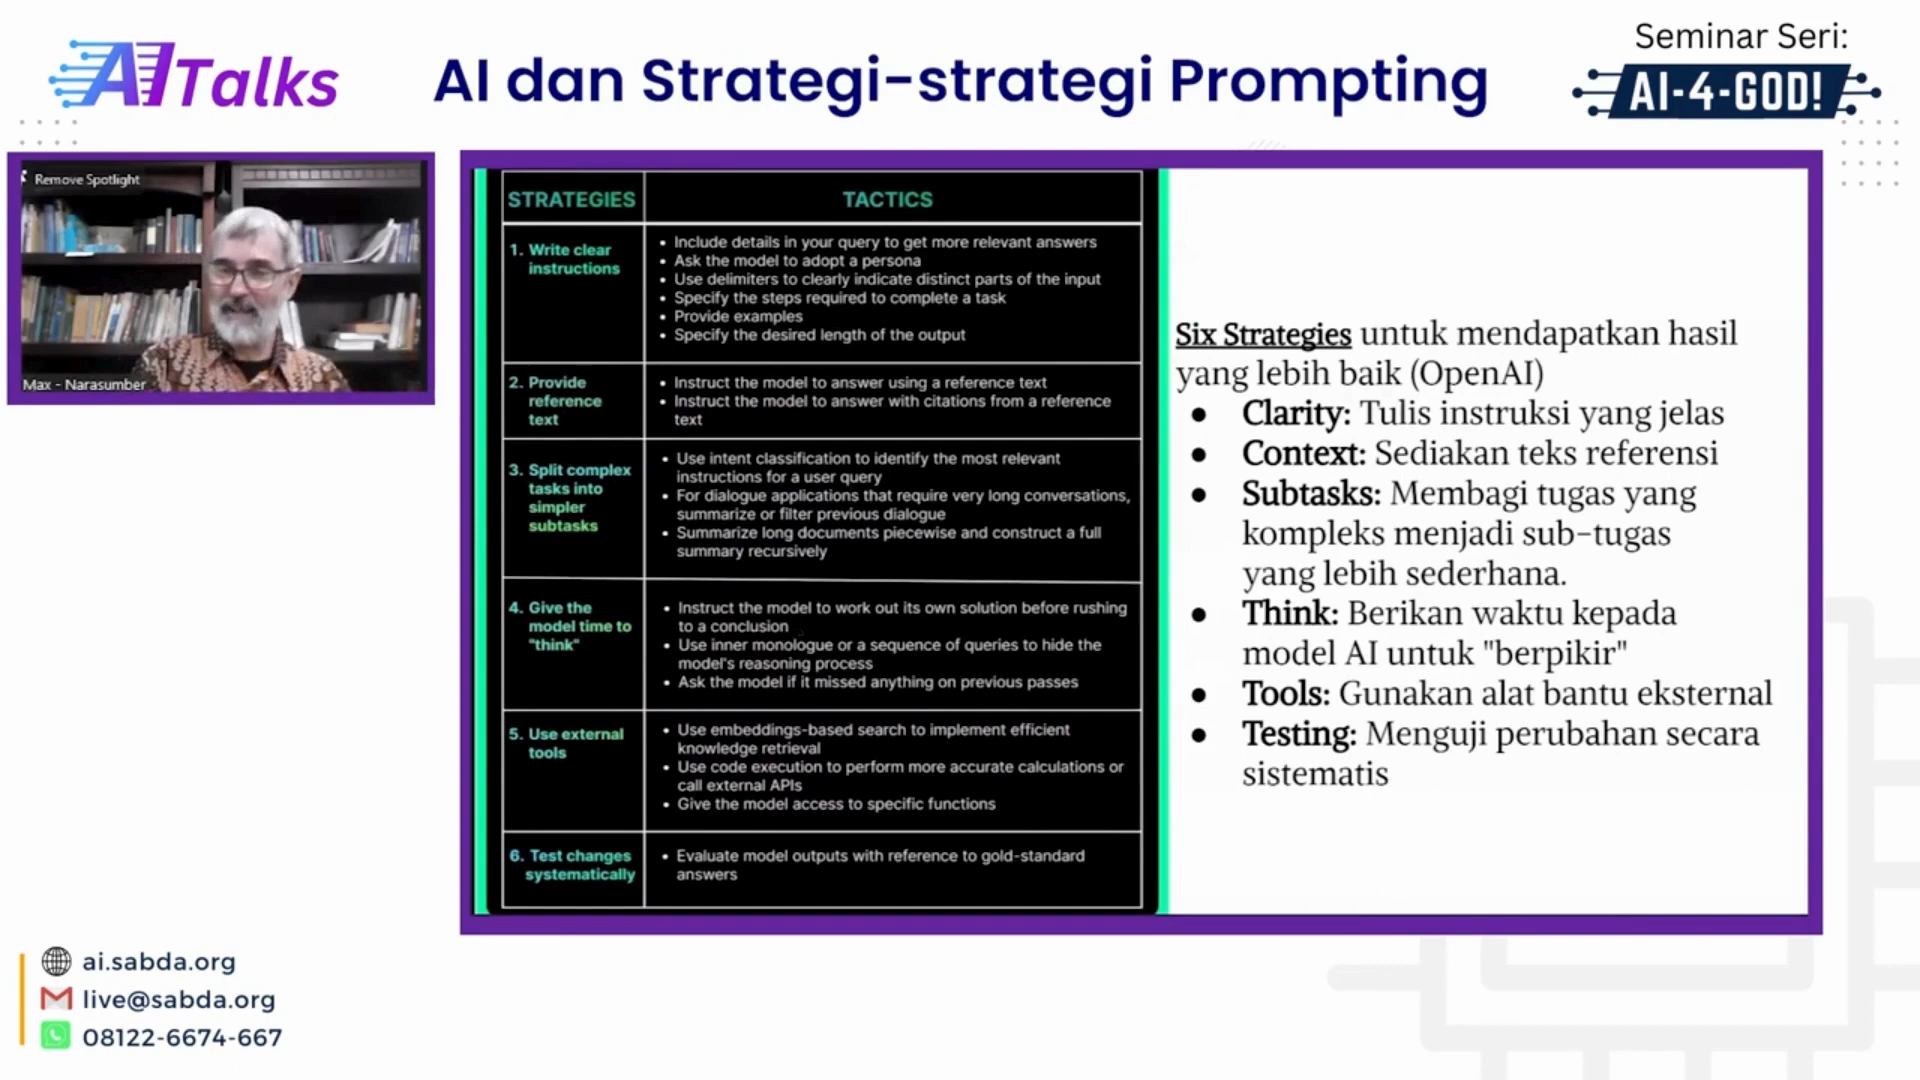 AI Talks
AI dan Strategi-strategi Prompting
Seminar Seri:
AI-4-GOD!
Remove Spotlight
Max - Narasumber
STRATEGIES
TACTICS
1. Write clear
instructions
• Include details in your query to get more relevant answers
• Ask the model to adopt a persona
• Use delimiters to clearly indicate distinct parts of the input
• Specify the steps required to complete a task
• Provide examples
• Specify the desired length of the output
2. Provide
reference
text
• Instruct the model to answer using a reference text
• Instruct the model to answer with citations from a reference
text
3. Split complex
tasks into
simpler
subtasks
• Use intent classification to identify the most relevant
instructions for a user query
• For dialogue applications that require very long conversations,
summarize or filter previous dialogue
• Summarize long documents piecewise and construct a full
summary recursively
4. Give the
model time to
"think"
• Instruct the model to work out its own solution before rushing
to a conclusion
• Use inner monologue or a sequence of queries to hide the
model's reasoning process
• Ask the model if it missed anything on previous passes
5. Use external
tools
• Use embeddings-based search to implement efficient
knowledge retrieval
• Use code execution to perform more accurate calculations or
call external APIs
• Give the model access to specific functions
6. Test changes
systematically
• Evaluate model outputs with reference to gold-standard
answers
Six Strategies untuk mendapatkan hasil
yang lebih baik (OpenAI)
● Clarity: Tulis instruksi yang jelas
● Context: Sediakan teks referensi
● Subtasks: Membagi tugas yang
kompleks menjadi sub-tugas
yang lebih sederhana.
● Think: Berikan waktu kepada
model AI untuk "berpikir"
● Tools: Gunakan alat bantu eksternal
● Testing: Menguji perubahan secara
sistematis
ai.sabda.org
live@sabda.org
08122-6674-667